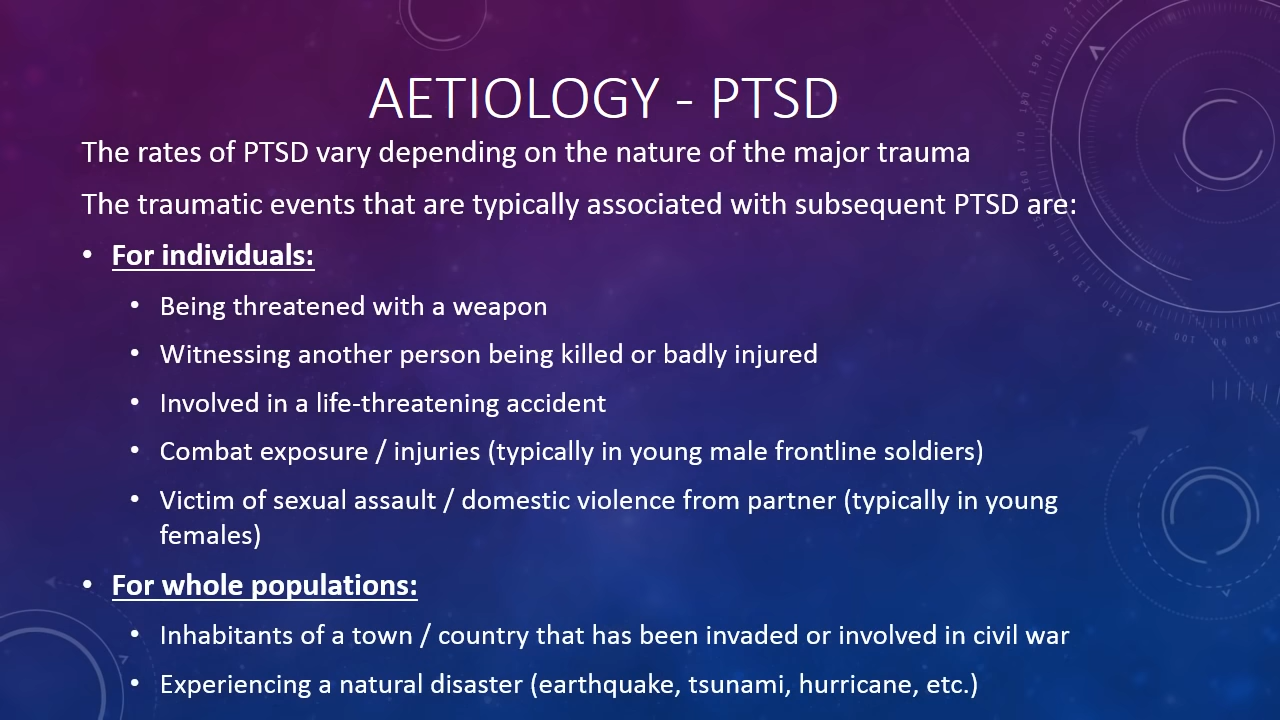 AETIOLOGY - PTSD
The rates of PTSD vary depending on the nature of the major trauma
The traumatic events that are typically associated with subsequent PTSD are:
• For individuals:
• Being threatened with a weapon
• Witnessing another person being killed or badly injured
• Involved in a life-threatening accident
• Combat exposure / injuries (typically in young male frontline soldiers)
• Victim of sexual assault / domestic violence from partner (typically in young
females)
• For whole populations:
• Inhabitants of a town / country that has been invaded or involved in civil war
• Experiencing a natural disaster (earthquake, tsunami, hurricane, etc.)